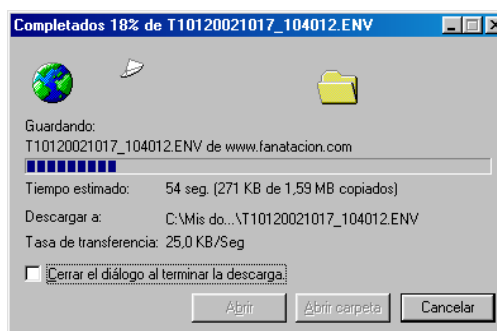 Completados 18% de T10120021017_104012.ENV
Guardando:
T10120021017_104012.ENV de www.fanatacion.com
Tiempo estimado: 54 seg. (271 KB de 1,59 MB copiados)
Descargar a: C:\Mis do...\T10120021017_104012.ENV
Tasa de transferencia: 25,0 KB/Seg
Cerrar el diálogo al terminar la descarga.
Abrir Abrir carpeta Cancelar